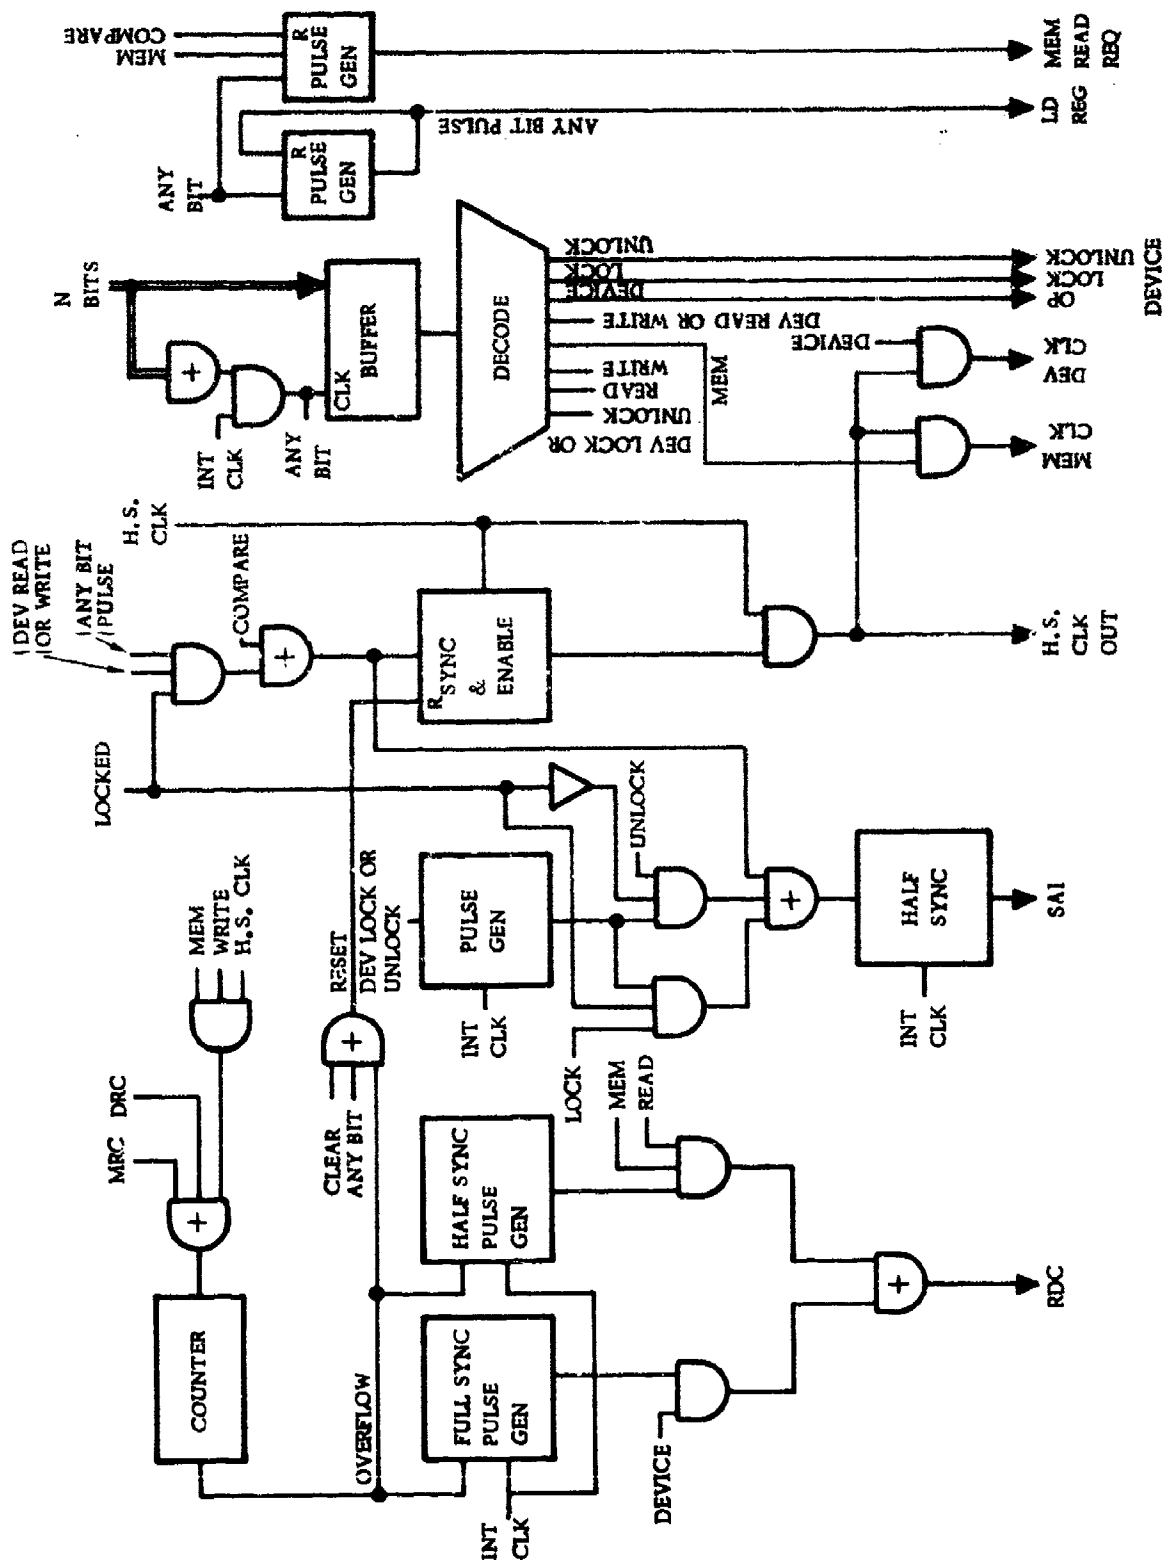 MEM
COMPARE
R
PULSE
GEN
MEM
READ
REQ
ANY
BIT
R
PULSE
GEN
ANY BIT PULSE
LD
REG
N
BITS
+
INT
CLK
ANY
BIT
CLK
BUFFER
DECODE
UNLOCK
LOCK
DEVICE
DEV READ OR WRITE
MEM
WRITE
READ
DEV LOCK OR
UNLOCK
UNLOCK
LOCK
OP
DEVICE
DEVICE
DEV
CLK
MEM
CLK
H.S.
CLK
DEV READ
OR WRITE
ANY BIT
PULSE
COMPARE
+
R
SYNC
&
ENABLE
H.S.
CLK
OUT
LOCKED
UNLOCK
RESET
DEV LOCK OR
UNLOCK
PULSE
GEN
INT
CLK
LOCK
+
HALF
SYNC
INT
CLK
SAI
MEM
WRITE
H.S. CLK
MRC
DRC
+
COUNTER
CLEAR
ANY BIT
+
OVERFLOW
HALF SYNC
PULSE
GEN
FULL SYNC
PULSE
GEN
INT
CLK
MEM
READ
DEVICE
+
RDC